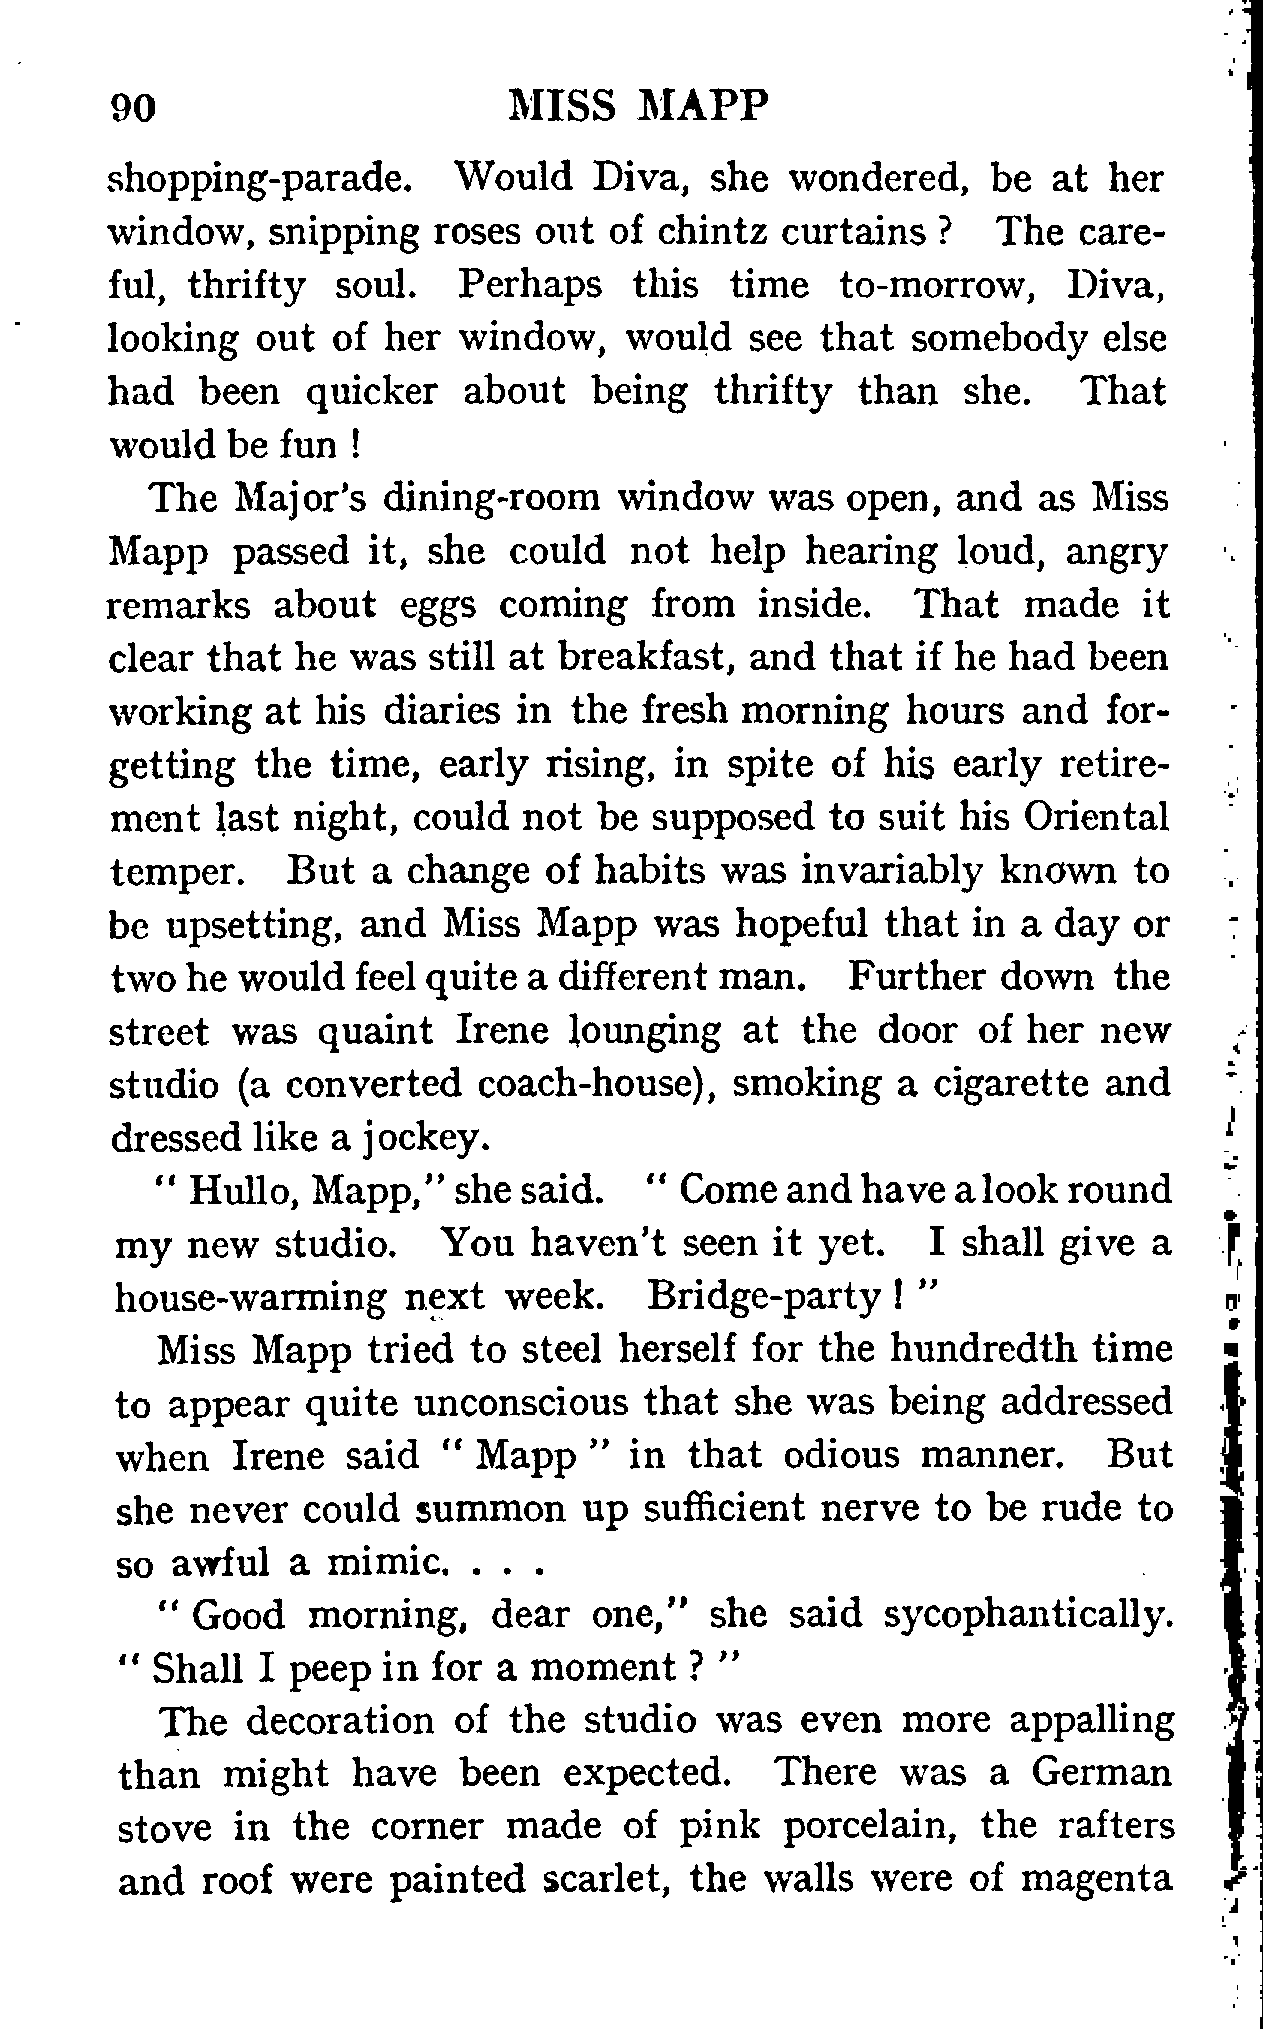 90 MISS MAPP
shopping-parade. Would Diva, she wondered, be at her
window, snipping roses out of chintz curtains ? The care-
ful, thrifty soul. Perhaps this time to-morrow, Diva,
looking out of her window, would see that somebody else
had been quicker about being thrifty than she. That
would be fun !
The Major's dining-room window was open, and as Miss
Mapp passed it, she could not help hearing loud, angry
remarks about eggs coming from inside. That made it
clear that he was still at breakfast, and that if he had been
working at his diaries in the fresh morning hours and for-
getting the time, early rising, in spite of his early retire-
ment last night, could not be supposed to suit his Oriental
temper. But a change of habits was invariably known to
be upsetting, and Miss Mapp was hopeful that in a day or
two he would feel quite a different man. Further down the
street was quaint Irene lounging at the door of her new
studio (a converted coach-house), smoking a cigarette and
dressed like a jockey.
" Hullo, Mapp," she said. " Come and have a look round
my new studio. You haven't seen it yet. I shall give a
house-warming next week. Bridge-party ! "
Miss Mapp tried to steel herself for the hundredth time
to appear quite unconscious that she was being addressed
when Irene said " Mapp " in that odious manner. But
she never could summon up sufficient nerve to be rude to
so awful a mimic. . . .
" Good morning, dear one," she said sycophantically.
" Shall I peep in for a moment ? "
The decoration of the studio was even more appalling
than might have been expected. There was a German
stove in the corner made of pink porcelain, the rafters
and roof were painted scarlet, the walls were of magenta